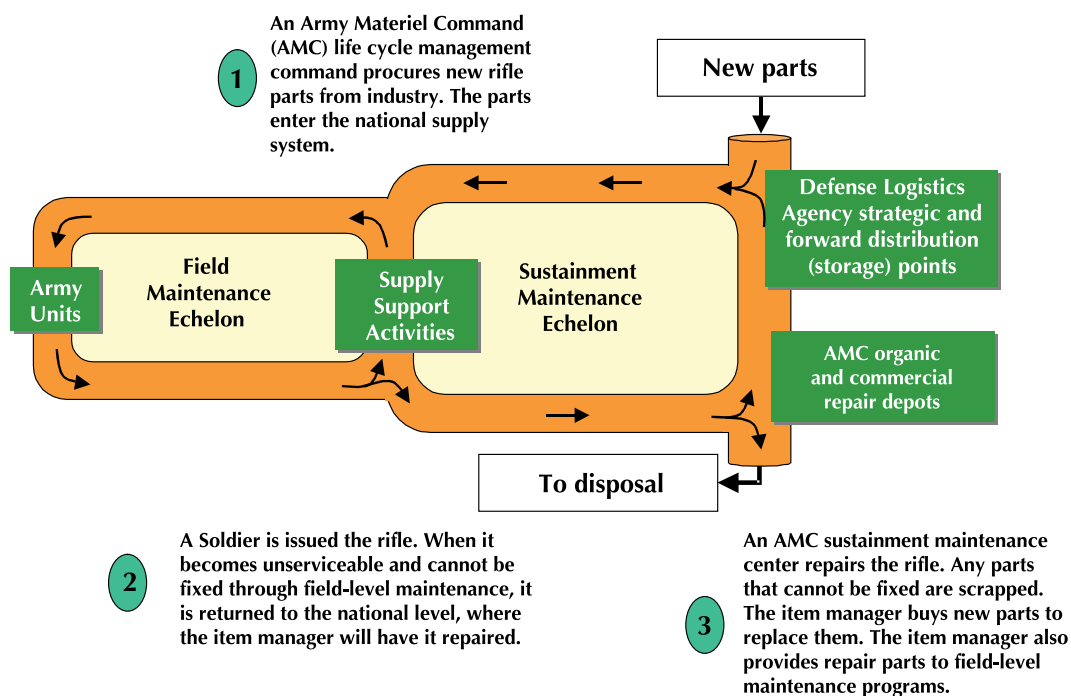 1
An Army Materiel Command
(AMC) life cycle management
command procures new rifle
parts from industry. The parts
enter the national supply
system.
New parts
Defense Logistics
Agency strategic and
forward distribution
(storage) points
Army
Units
Field
Maintenance
Echelon
Supply
Support
Activities
Sustainment
Maintenance
Echelon
AMC organic
and commercial
repair depots
To disposal
2
A Soldier is issued the rifle. When it
becomes unserviceable and cannot be
fixed through field-level maintenance, it
is returned to the national level, where
the item manager will have it repaired.
3
An AMC sustainment maintenance
center repairs the rifle. Any parts
that cannot be fixed are scrapped.
The item manager buys new parts to
replace them. The item manager also
provides repair parts to field-level
maintenance programs.